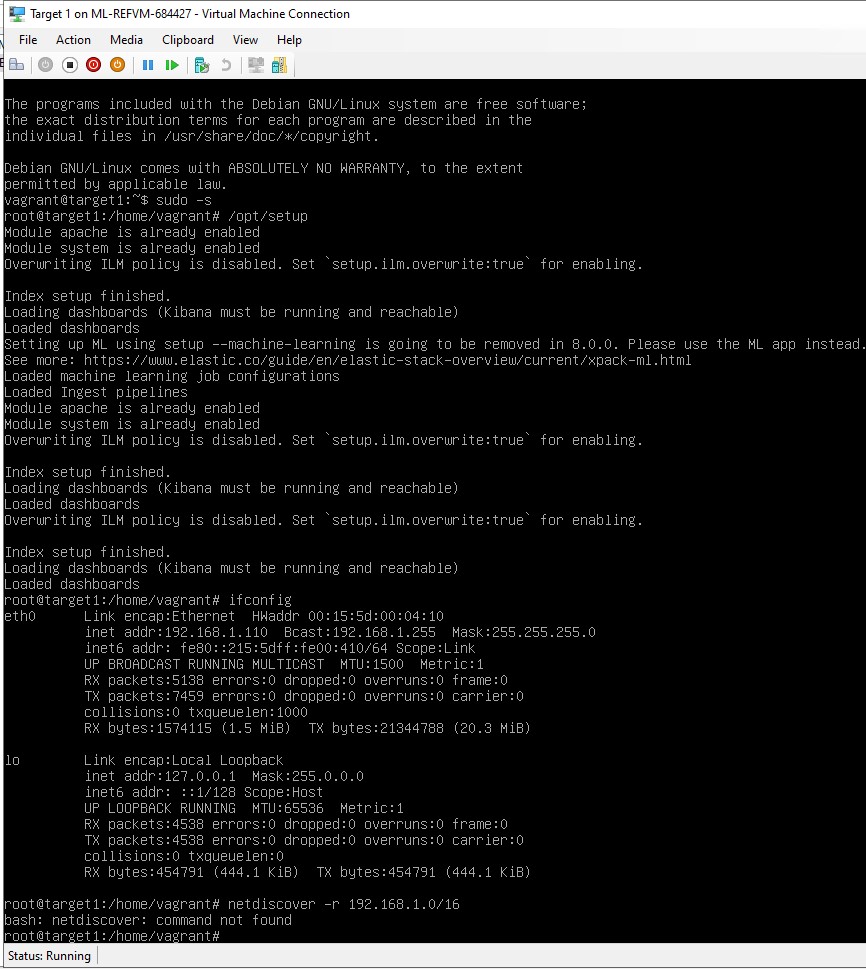 Target 1 on ML-REFVM-684427 - Virtual Machine Connection
File Action Media Clipboard View Help
The programs included with the Debian GNU/Linux system are free software;
the exact distribution terms for each program are described in the
individual files in /usr/share/doc/*/copyright.
Debian GNU/Linux comes with ABSOLUTELY NO WARRANTY, to the extent
permitted by applicable law.
vagrant@target1:~$ sudo -s
root@target1:/home/vagrant# /opt/setup
Module apache is already enabled
Module system is already enabled
Overwriting ILM policy is disabled. Set `setup.ilm.overwrite:true` for enabling.
Index setup finished.
Loading dashboards (Kibana must be running and reachable)
Loaded dashboards
Setting up ML using setup --machine-learning is going to be removed in 8.0.0. Please use the ML app instead.
See more: https://www.elastic.co/guide/en/elastic-stack-overview/current/xpack-ml.html
Loaded machine learning job configurations
Loaded Ingest pipelines
Module apache is already enabled
Module system is already enabled
Overwriting ILM policy is disabled. Set `setup.ilm.overwrite:true` for enabling.
Index setup finished.
Loading dashboards (Kibana must be running and reachable)
Loaded dashboards
Overwriting ILM policy is disabled. Set `setup.ilm.overwrite:true` for enabling.
Index setup finished.
Loading dashboards (Kibana must be running and reachable)
Loaded dashboards
root@target1:/home/vagrant# ifconfig
eth0 Link encap:Ethernet HWaddr 00:15:5d:00:04:10
inet addr:192.168.1.110 Bcast:192.168.1.255 Mask:255.255.255.0
inet6 addr: fe80::215:5dff:fe00:410/64 Scope:Link
UP BROADCAST RUNNING MULTICAST MTU:1500 Metric:1
RX packets:5138 errors:0 dropped:0 overruns:0 frame:0
TX packets:7459 errors:0 dropped:0 overruns:0 carrier:0
collisions:0 txqueuelen:1000
RX bytes:1574115 (1.5 MiB) TX bytes:21344788 (20.3 MiB)
lo Link encap:Local Loopback
inet addr:127.0.0.1 Mask:255.0.0.0
inet6 addr: ::1/128 Scope:Host
UP LOOPBACK RUNNING MTU:65536 Metric:1
RX packets:4538 errors:0 dropped:0 overruns:0 frame:0
TX packets:4538 errors:0 dropped:0 overruns:0 carrier:0
collisions:0 txqueuelen:0
RX bytes:454791 (444.1 KiB) TX bytes:454791 (444.1 KiB)
root@target1:/home/vagrant# netdiscover -r 192.168.1.0/16
bash: netdiscover: command not found
root@target1:/home/vagrant#
Status: Running